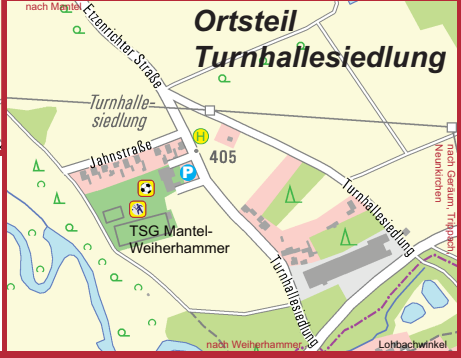 nach Mantel
Ortsteil
Turnhallesiedlung
Etzenrichter Straße
Turnhalle-
siedlung
H
405
Jahnstraße
P
nach Geräum, Trippach
Neunkirchen
TSG Mantel-
Weiherhammer
Turnhallesiedlung
Turnhallesiedlung
nach Weiherhammer
Lohbachwinkel